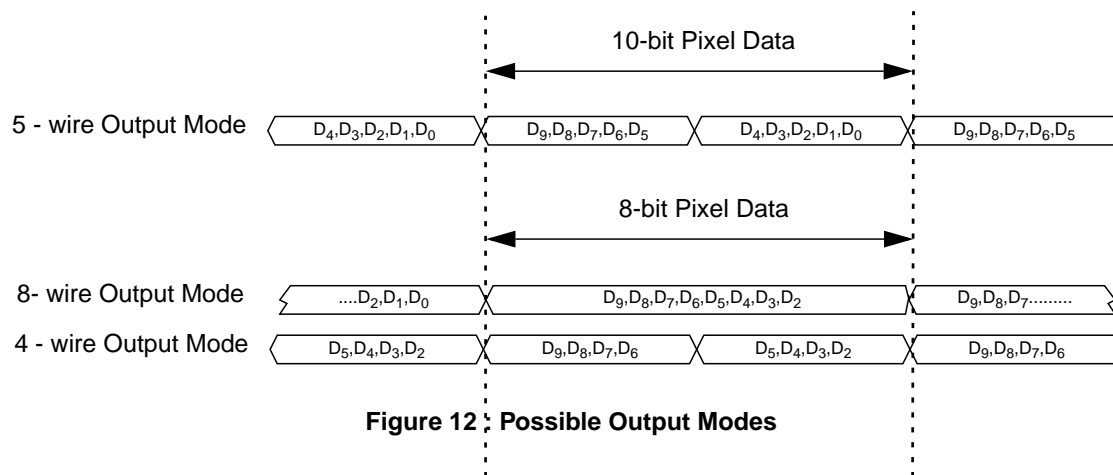 10-bit Pixel Data
5 - wire Output Mode D₄,D₃,D₂,D₁,D₀ D₉,D₈,D₇,D₆,D₅ D₄,D₃,D₂,D₁,D₀ D₉,D₈,D₇,D₆,D₅
8-bit Pixel Data
8- wire Output Mode ....D₂,D₁,D₀ D₉,D₈,D₇,D₆,D₅,D₄,D₃,D₂ D₉,D₈,D₇.........
4 - wire Output Mode D₅,D₄,D₃,D₂ D₉,D₈,D₇,D₆ D₅,D₄,D₃,D₂ D₉,D₈,D₇,D₆
Figure 12 : Possible Output Modes